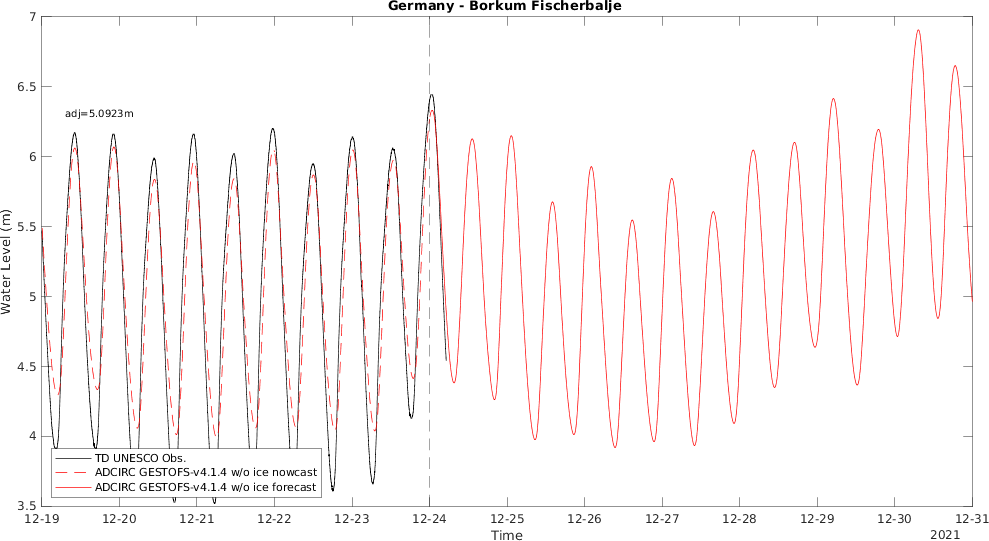 Germany - Borkum Fischerbalje
7
6.5
adj=5.0923m
6
5.5
Water Level (m)
5
4.5
4
TD UNESCO Obs.
ADCIRC GESTOFS-v4.1.4 w/o ice nowcast
ADCIRC GESTOFS-v4.1.4 w/o ice forecast
3.5
12-19 12-20 12-21 12-22 12-23 12-24 12-25 12-26 12-27 12-28 12-29 12-30 12-31
Time
2021